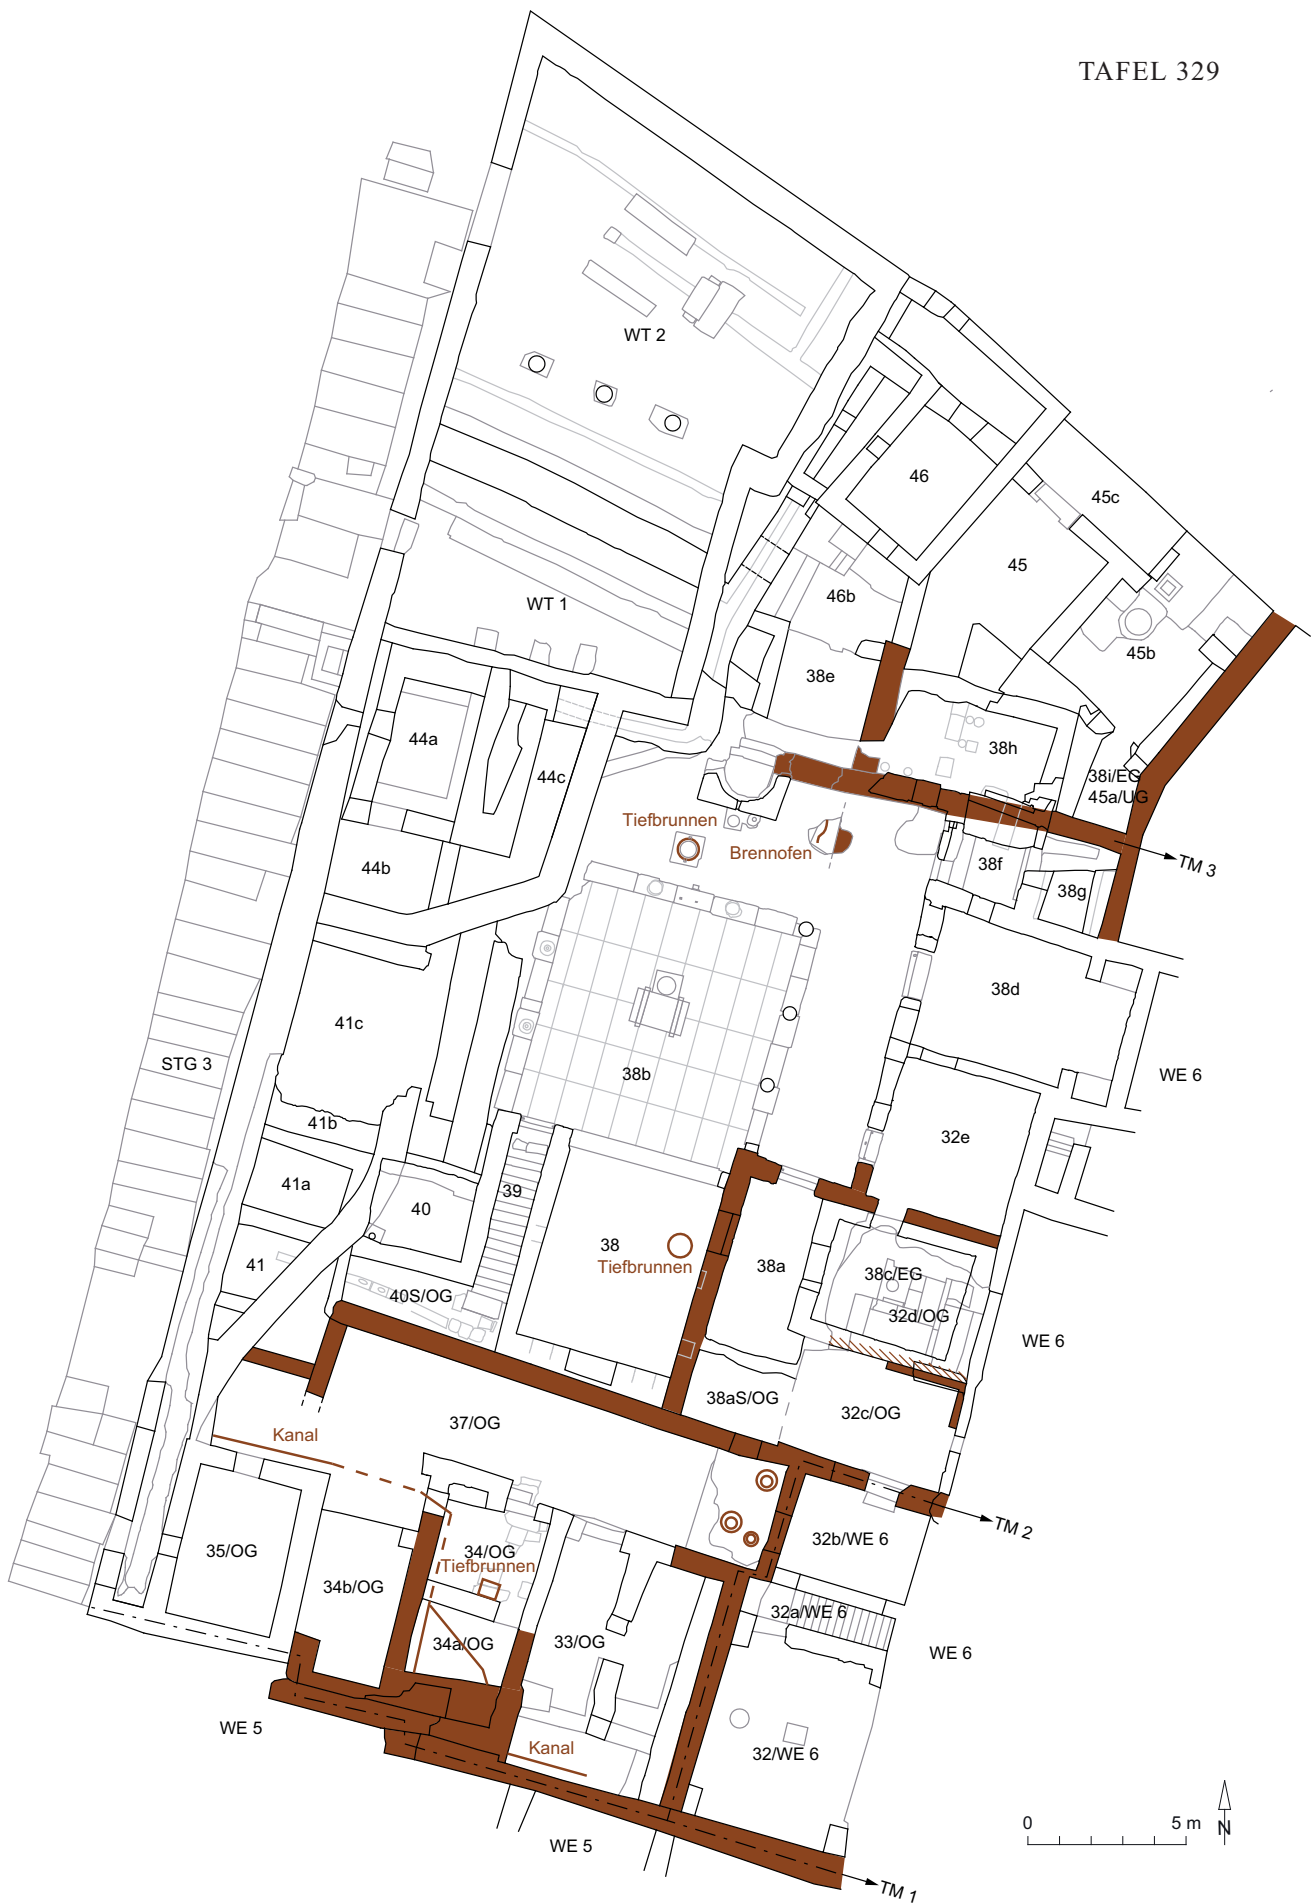 TAFEL 329
WT 2
46
45c
45
WT 1
46b
45b
38e
44a
38h
44c
38i/EG
45a/UG
Tiefbrunnen
Brennofen
TM 3
44b
38f
38g
38d
41c
STG 3
38b
WE 6
41b
32e
41a
39
40
38
Tiefbrunnen
41
38a
38c/EG
40S/OG
32d/OG
WE 6
38aS/OG
32c/OG
37/OG
Kanal
TM 2
32b/WE 6
35/OG
34/OG
Tiefbrunnen
34b/OG
32a/WE 6
34a/OG
33/OG
WE 6
WE 5
Kanal
32/WE 6
0 5 m
N
WE 5
TM 1